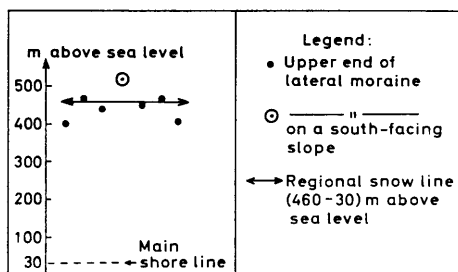 m above sea level
500
400
300
200
100
30
Main
shore line
Legend:
Upper end of
lateral moraine
—— " ——
on a south-facing
slope
Regional snow line
(460-30) m above
sea level